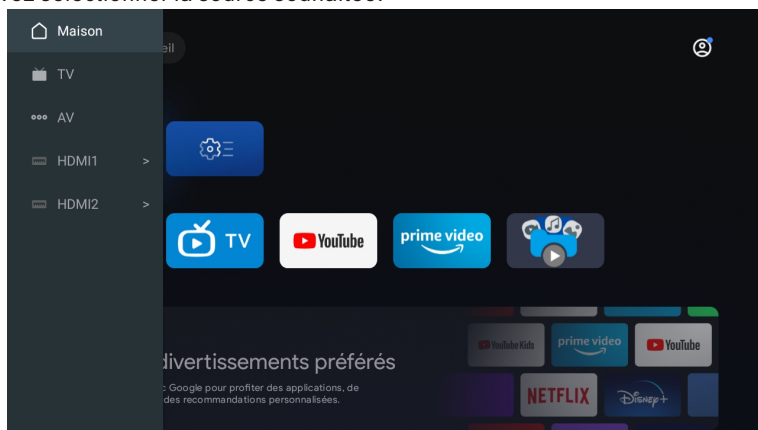 Maison
eil
TV
AV
HDMI1 >
HDMI2 >
TV
YouTube
prime video
YouTube Kids
prime video
YouTube
divertissements préférés
c Google pour profiter des applications, de
des recommandations personnalisées.
NETFLIX
Disney+